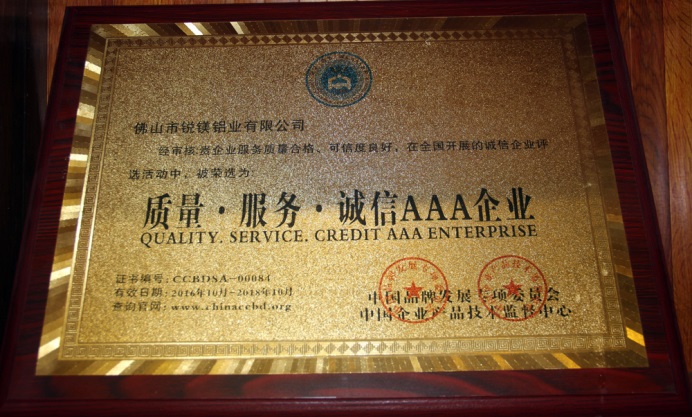 佛山市锐镁铝业有限公司
经审核:贵企业服务质量合格、可信度良好、在全国开展的诚信企业评
选活动中、被荣选为:
质量·服务·诚信AAA企业
QUALITY. SERVICE. CREDIT AAA ENTERPRISE
证书编号: CCBDSA-00084
有效日期: 2016年10月-2018年10月
查询官网: www.chinaccbd.org
中国品牌发展专项委员会
中国企业产品技术监督中心